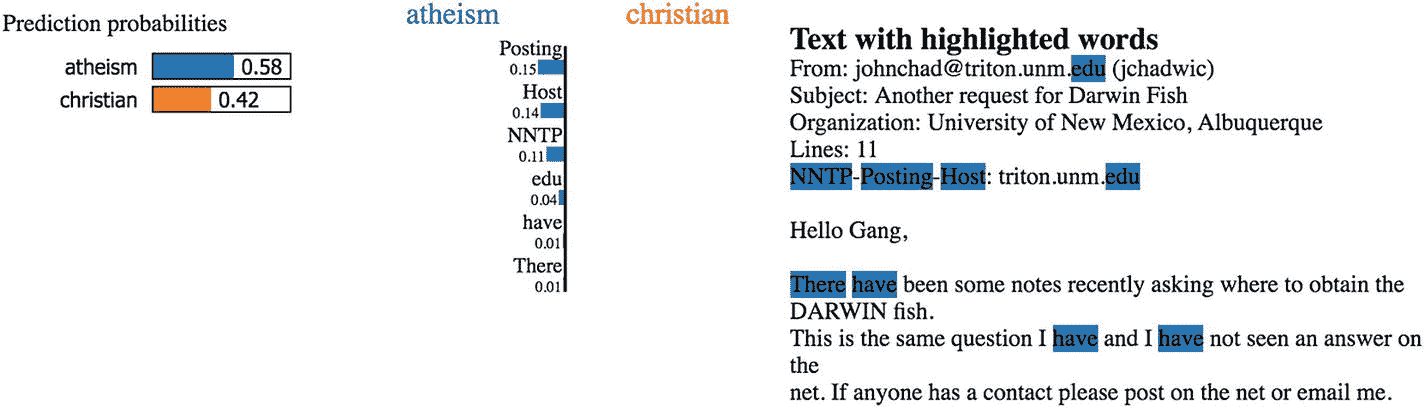 Prediction probabilities
atheism 0.58
christian 0.42
atheism christian
Posting
0.15
Host
0.14
NNTP
0.11
edu
0.04
have
0.01
There
0.01
Text with highlighted words
From: johnchad@triton.unm.edu (jchadwic)
Subject: Another request for Darwin Fish
Organization: University of New Mexico, Albuquerque
Lines: 11
NNTP-Posting-Host: triton.unm.edu
Hello Gang,
There have been some notes recently asking where to obtain the
DARWIN fish.
This is the same question I have and I have not seen an answer on
the
net. If anyone has a contact please post on the net or email me.